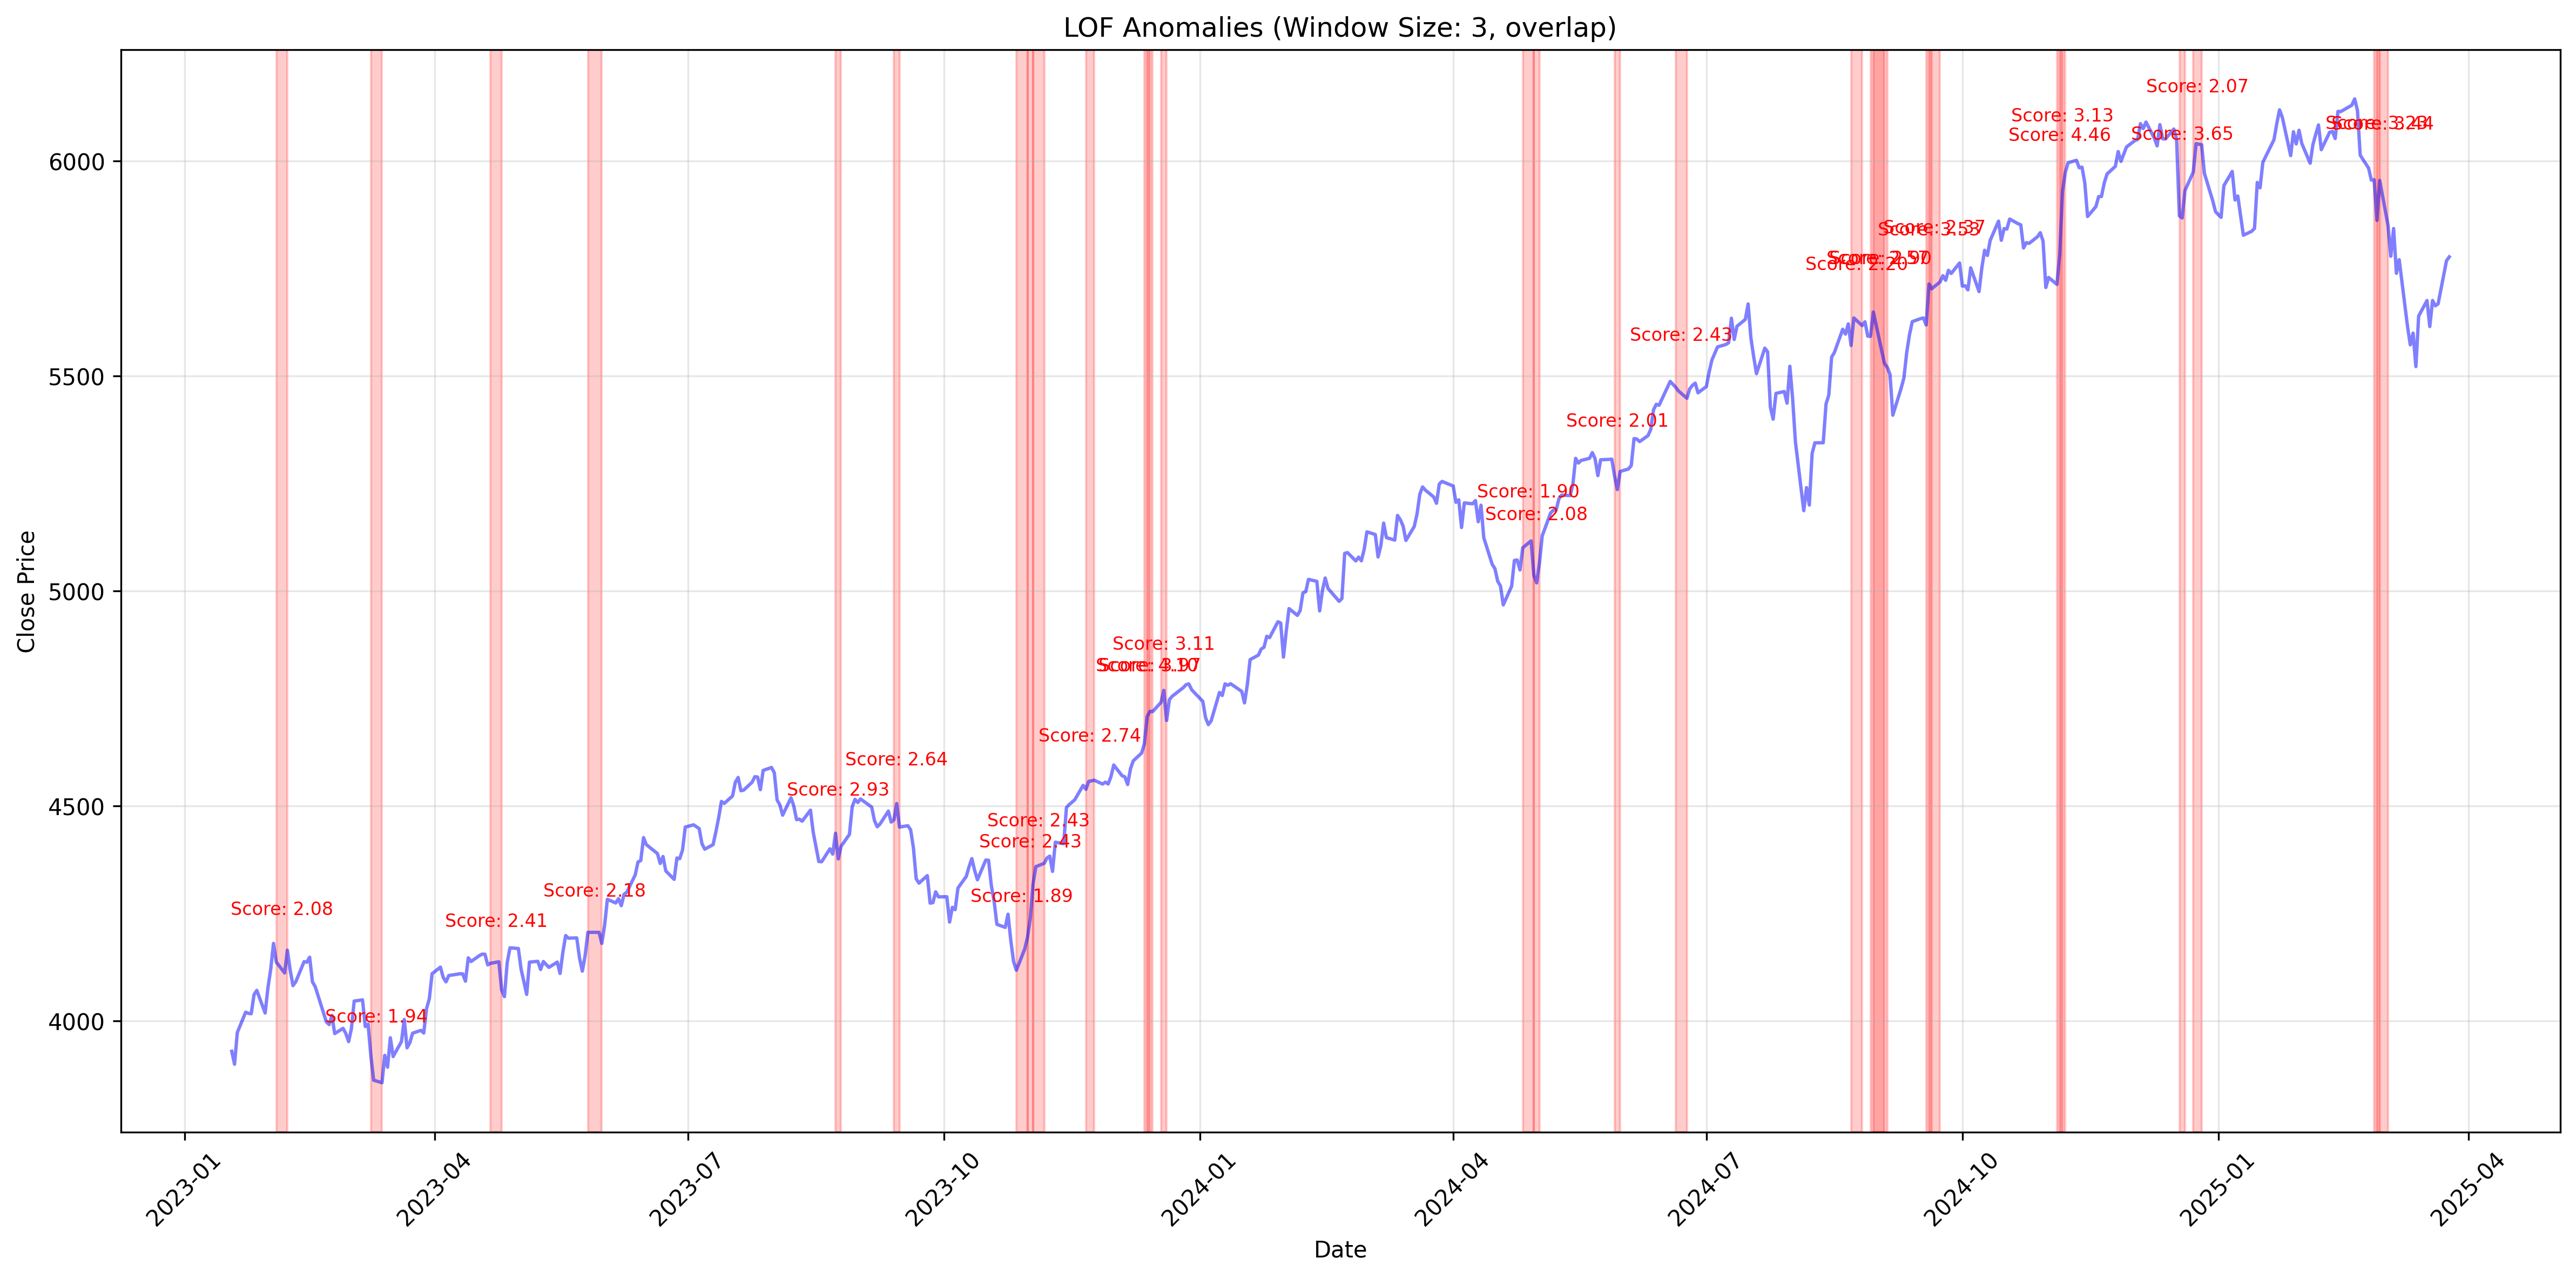 LOF Anomalies (Window Size: 3, overlap)
Score: 2.07
Score: 3.13
Score: 4.46
Score: 3.65
6000
Score: 2.20
5500
Score: 2.43
Score: 2.01
Score: 1.90
Score: 2.08
5000
Score: 3.11
Score: 2.74
Score: 2.64
Score: 2.93
4500
Score: 2.43
Score: 2.43
Score: 1.89
Score: 2.18
Score: 2.08
Score: 2.41
Score: 1.94
4000
Close Price
2023-01
2023-04
2023-07
2023-10
2024-01
2024-04
2024-07
2024-10
2025-01
2025-04
Date